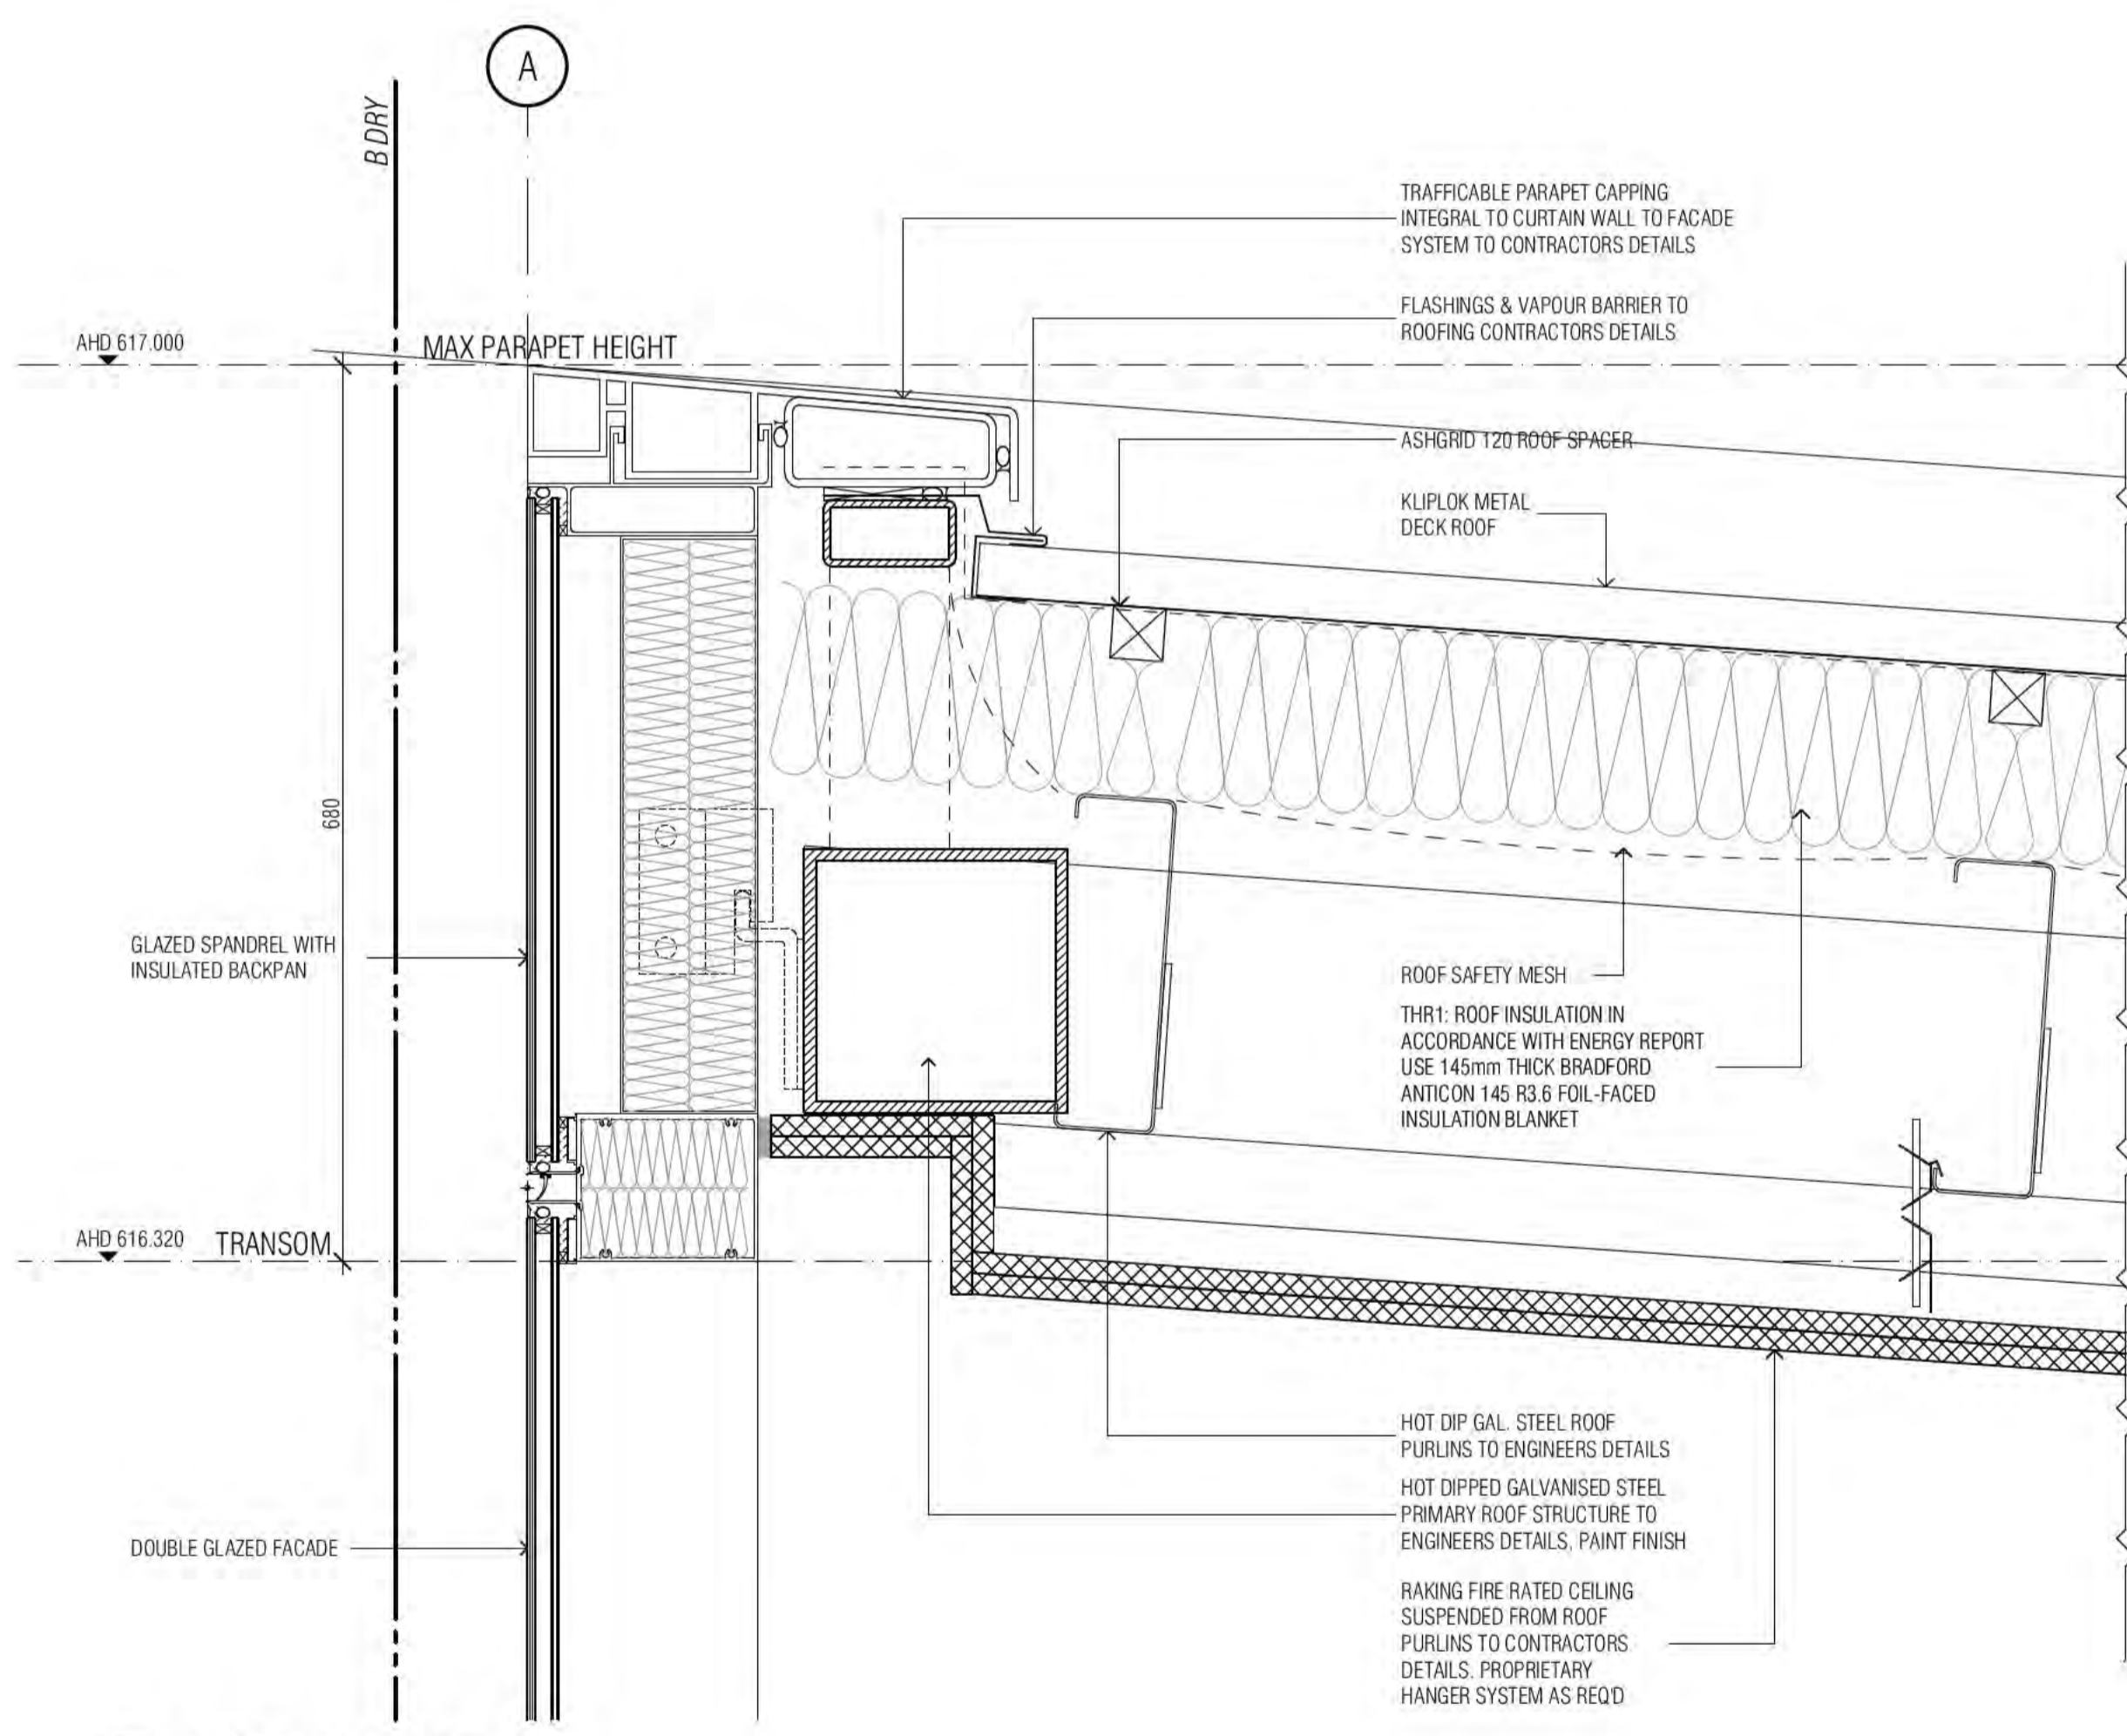 A
BDRY
TRAFFICABLE PARAPET CAPPING
INTEGRAL TO CURTAIN WALL TO FACADE
SYSTEM TO CONTRACTORS DETAILS
FLASHINGS & VAPOUR BARRIER TO
ROOFING CONTRACTORS DETAILS
AHD 617.000
MAX PARAPET HEIGHT
ASHGRID 120 ROOF SPACER
KLIPLOK METAL
DECK ROOF
680
GLAZED SPANDREL WITH
INSULATED BACKPAN
ROOF SAFETY MESH
THR1: ROOF INSULATION IN
ACCORDANCE WITH ENERGY REPORT
USE 145mm THICK BRADFORD
ANTICON 145 R3.6 FOIL-FACED
INSULATION BLANKET
AHD 616.320
TRANSOM
HOT DIP GAL. STEEL ROOF
PURLINS TO ENGINEERS DETAILS
HOT DIPPED GALVANISED STEEL
PRIMARY ROOF STRUCTURE TO
ENGINEERS DETAILS, PAINT FINISH
DOUBLE GLAZED FACADE
RAKING FIRE RATED CEILING
SUSPENDED FROM ROOF
PURLINS TO CONTRACTORS
DETAILS. PROPRIETARY
HANGER SYSTEM AS REQ'D